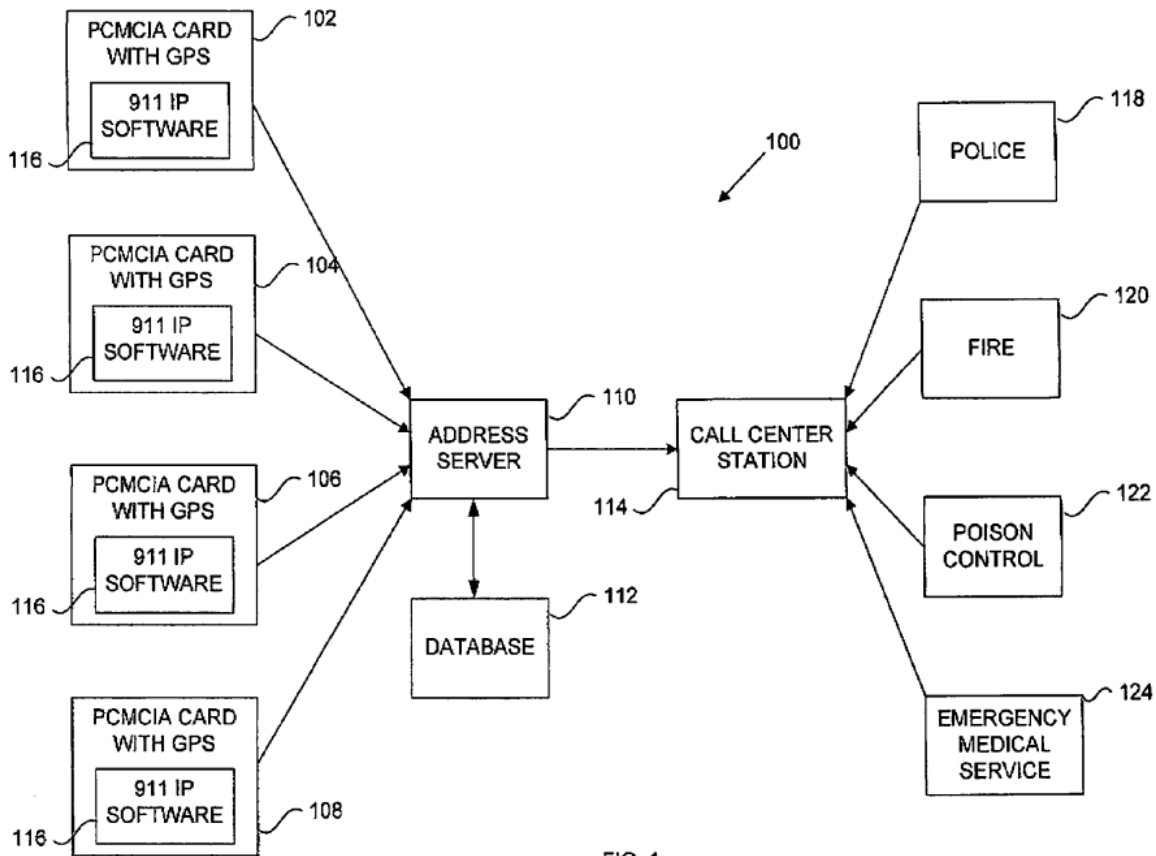 PCMCIA CARD
WITH GPS
102
911 IP
SOFTWARE
116
PCMCIA CARD
WITH GPS
104
911 IP
SOFTWARE
116
PCMCIA CARD
WITH GPS
106
911 IP
SOFTWARE
116
PCMCIA CARD
WITH GPS
911 IP
SOFTWARE
116
108
ADDRESS
SERVER
110
DATABASE
112
100
CALL CENTER
STATION
114
POLICE
118
FIRE
120
POISON
CONTROL
122
EMERGENCY
MEDICAL
SERVICE
124
FIG. 1